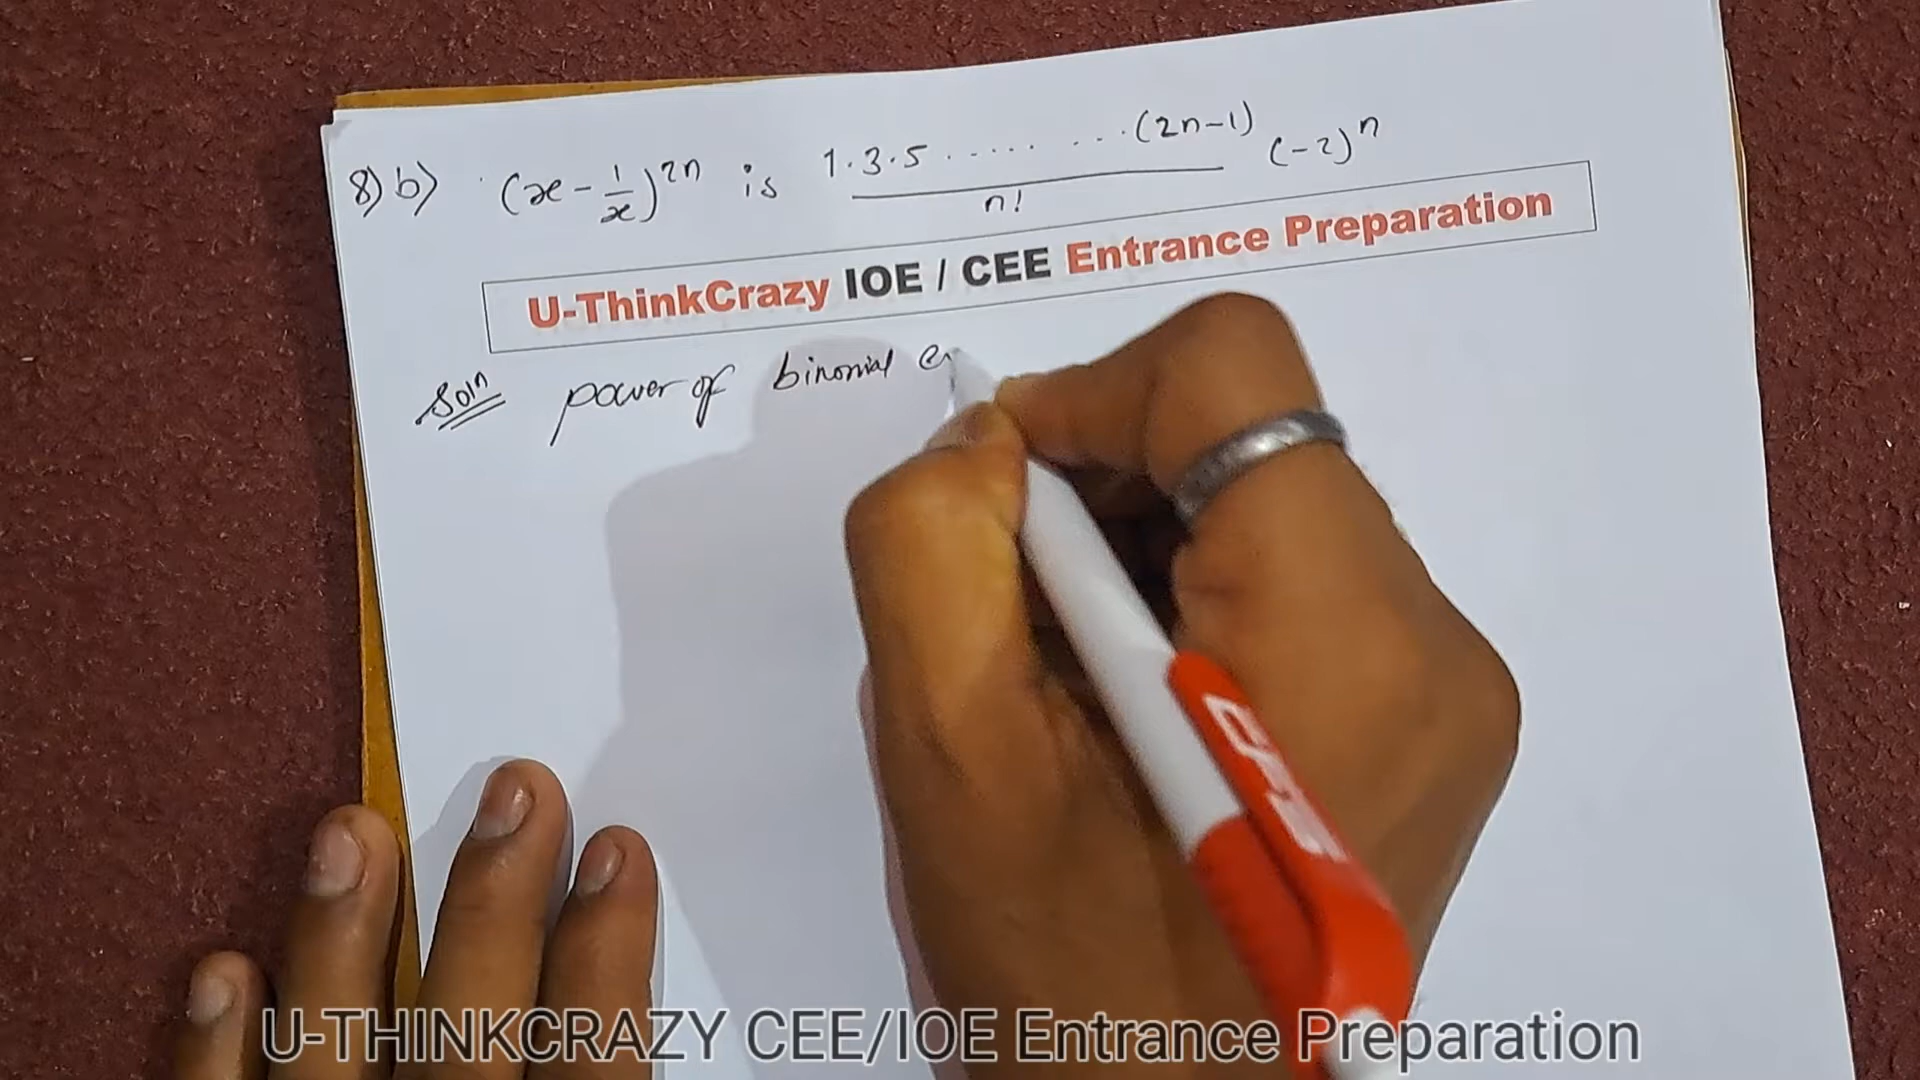 8) b) (x - 1/x)^2n is 1.3.5 ........ (2n-1) / n! (-2)^n
U-ThinkCrazy IOE / CEE Entrance Preparation
Soln power of binomial
U-THINKCRAZY CEE/IOE Entrance Preparation